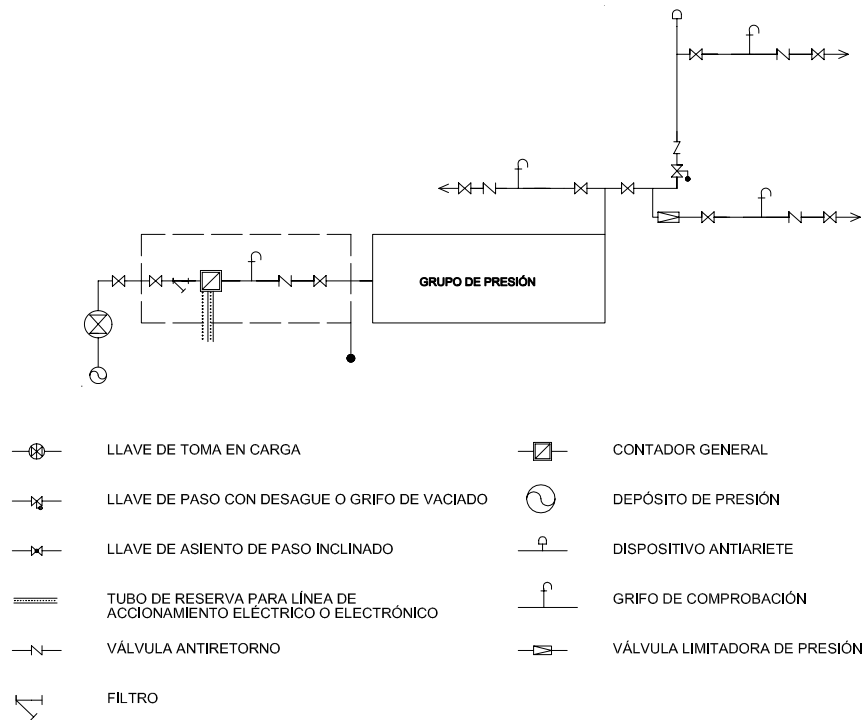 GRUPO DE PRESIÓN
LLAVE DE TOMA EN CARGA
LLAVE DE PASO CON DESAGUE O GRIFO DE VACIADO
LLAVE DE ASIENTO DE PASO INCLINADO
TUBO DE RESERVA PARA LÍNEA DE
ACCIONAMIENTO ELÉCTRICO O ELECTRÓNICO
VÁLVULA ANTIRETORNO
FILTRO
CONTADOR GENERAL
DEPÓSITO DE PRESIÓN
DISPOSITIVO ANTIARIETE
GRIFO DE COMPROBACIÓN
VÁLVULA LIMITADORA DE PRESIÓN